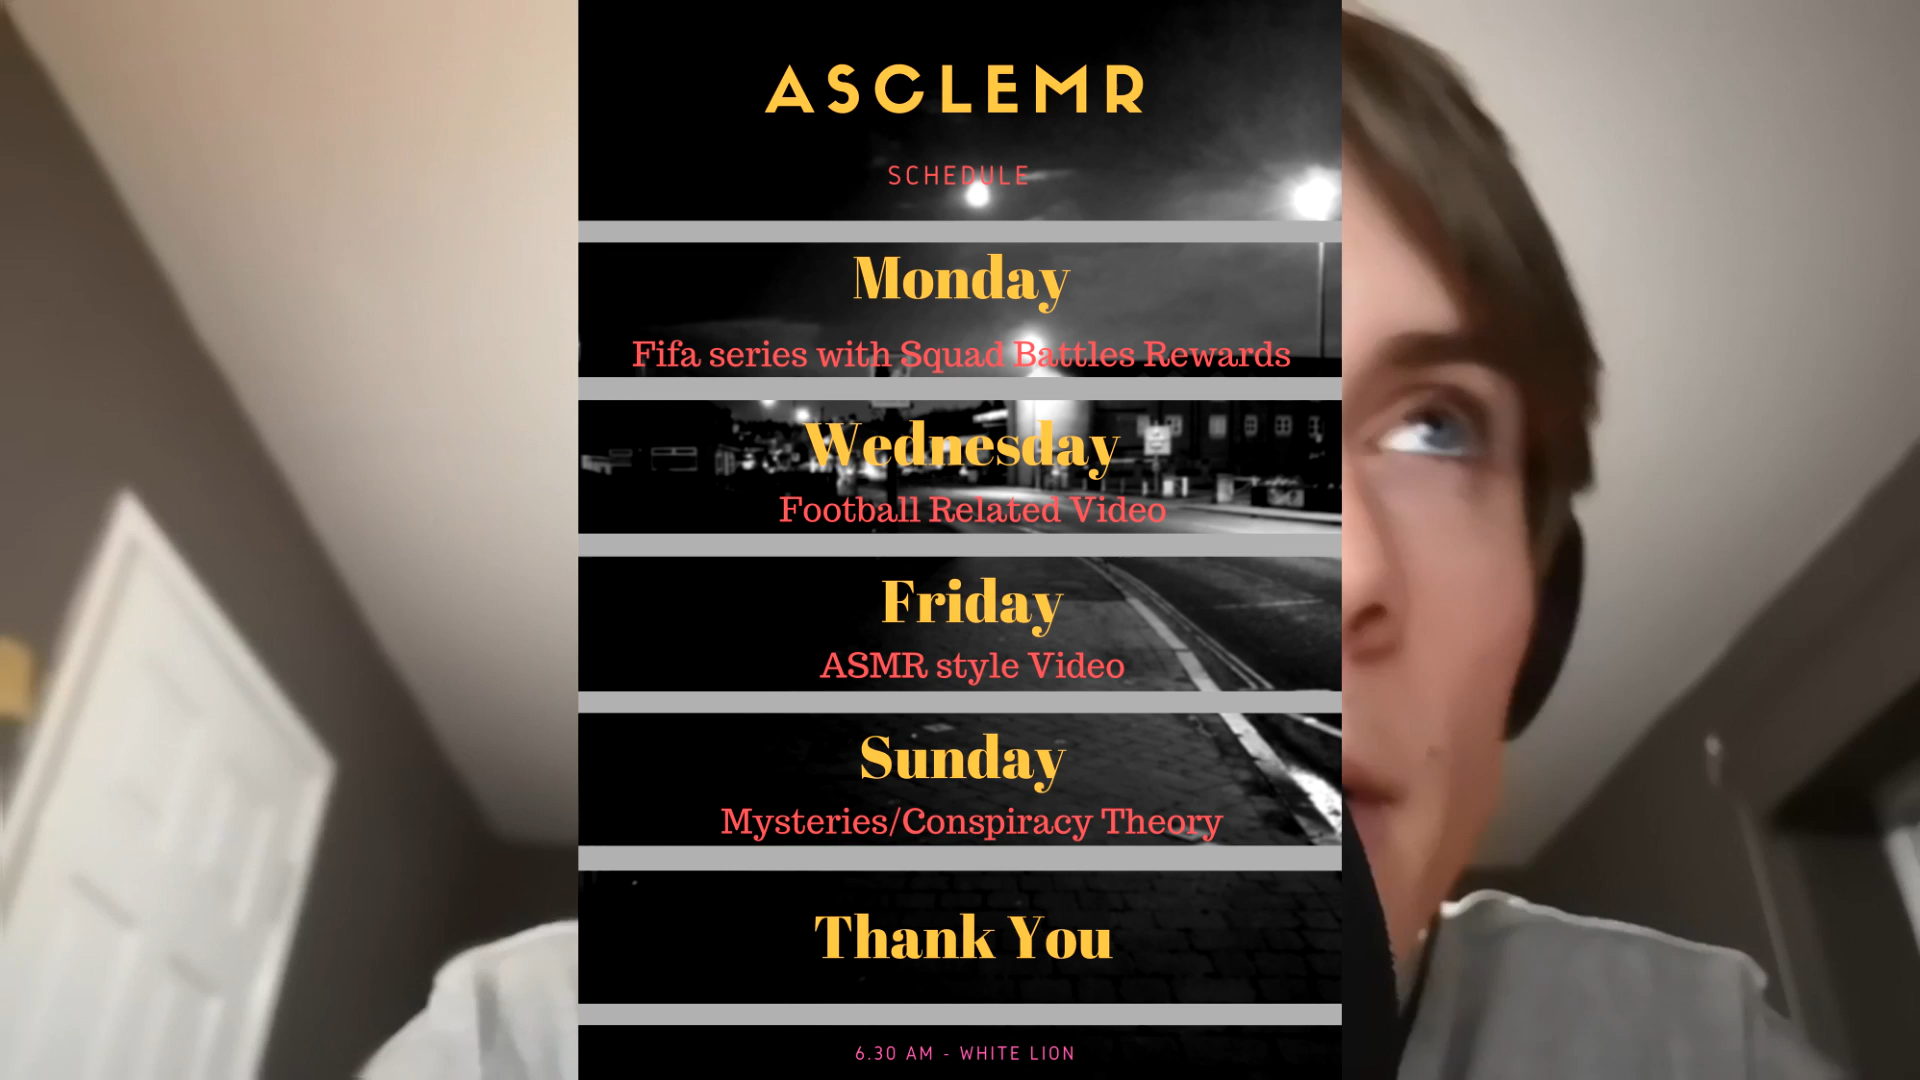 ASCLEMR
SCHEDULE
Monday
Fifa series with Squad Battles Rewards
Wednesday
Football Related Video
Friday
ASMR style Video
Sunday
Mysteries/Conspiracy Theory
Thank You
6.30 AM - WHITE LION